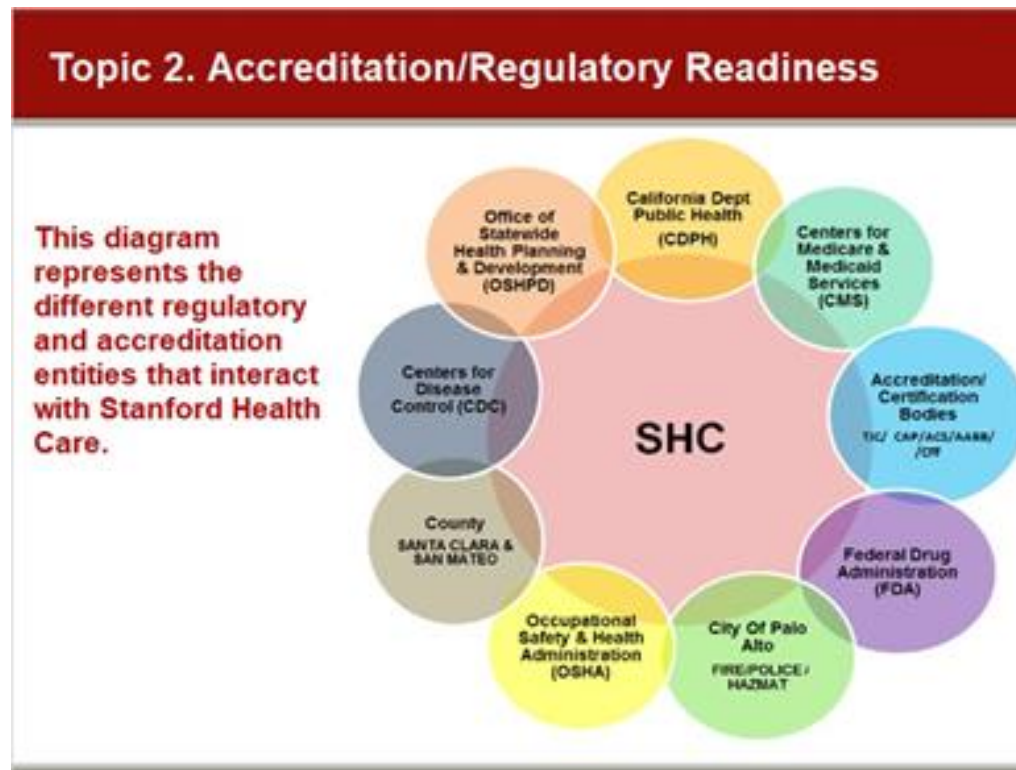 Topic 2. Accreditation/Regulatory Readiness
This diagram
represents the
different regulatory
and accreditation
entities that interact
with Stanford Health
Care.
California Dept
Public Health
(CDPH)
Centers for
Medicare &
Medicaid
Services
(CMS)
Accreditation/
Certification
Bodies
CAP/ACS/AABB/
Federal Drug
Administration
(FDA)
City Of Palo
Alto
FIRE/POLICE /
HAZMAT
Occupational
Safety & Health
Administration
(OSHA)
County
SANTA CLARA &
SAN MATEO
Centers for
Disease
Control (CDC)
Office of
Statewide
Health Planning
& Development
(OSHPD)
SHC